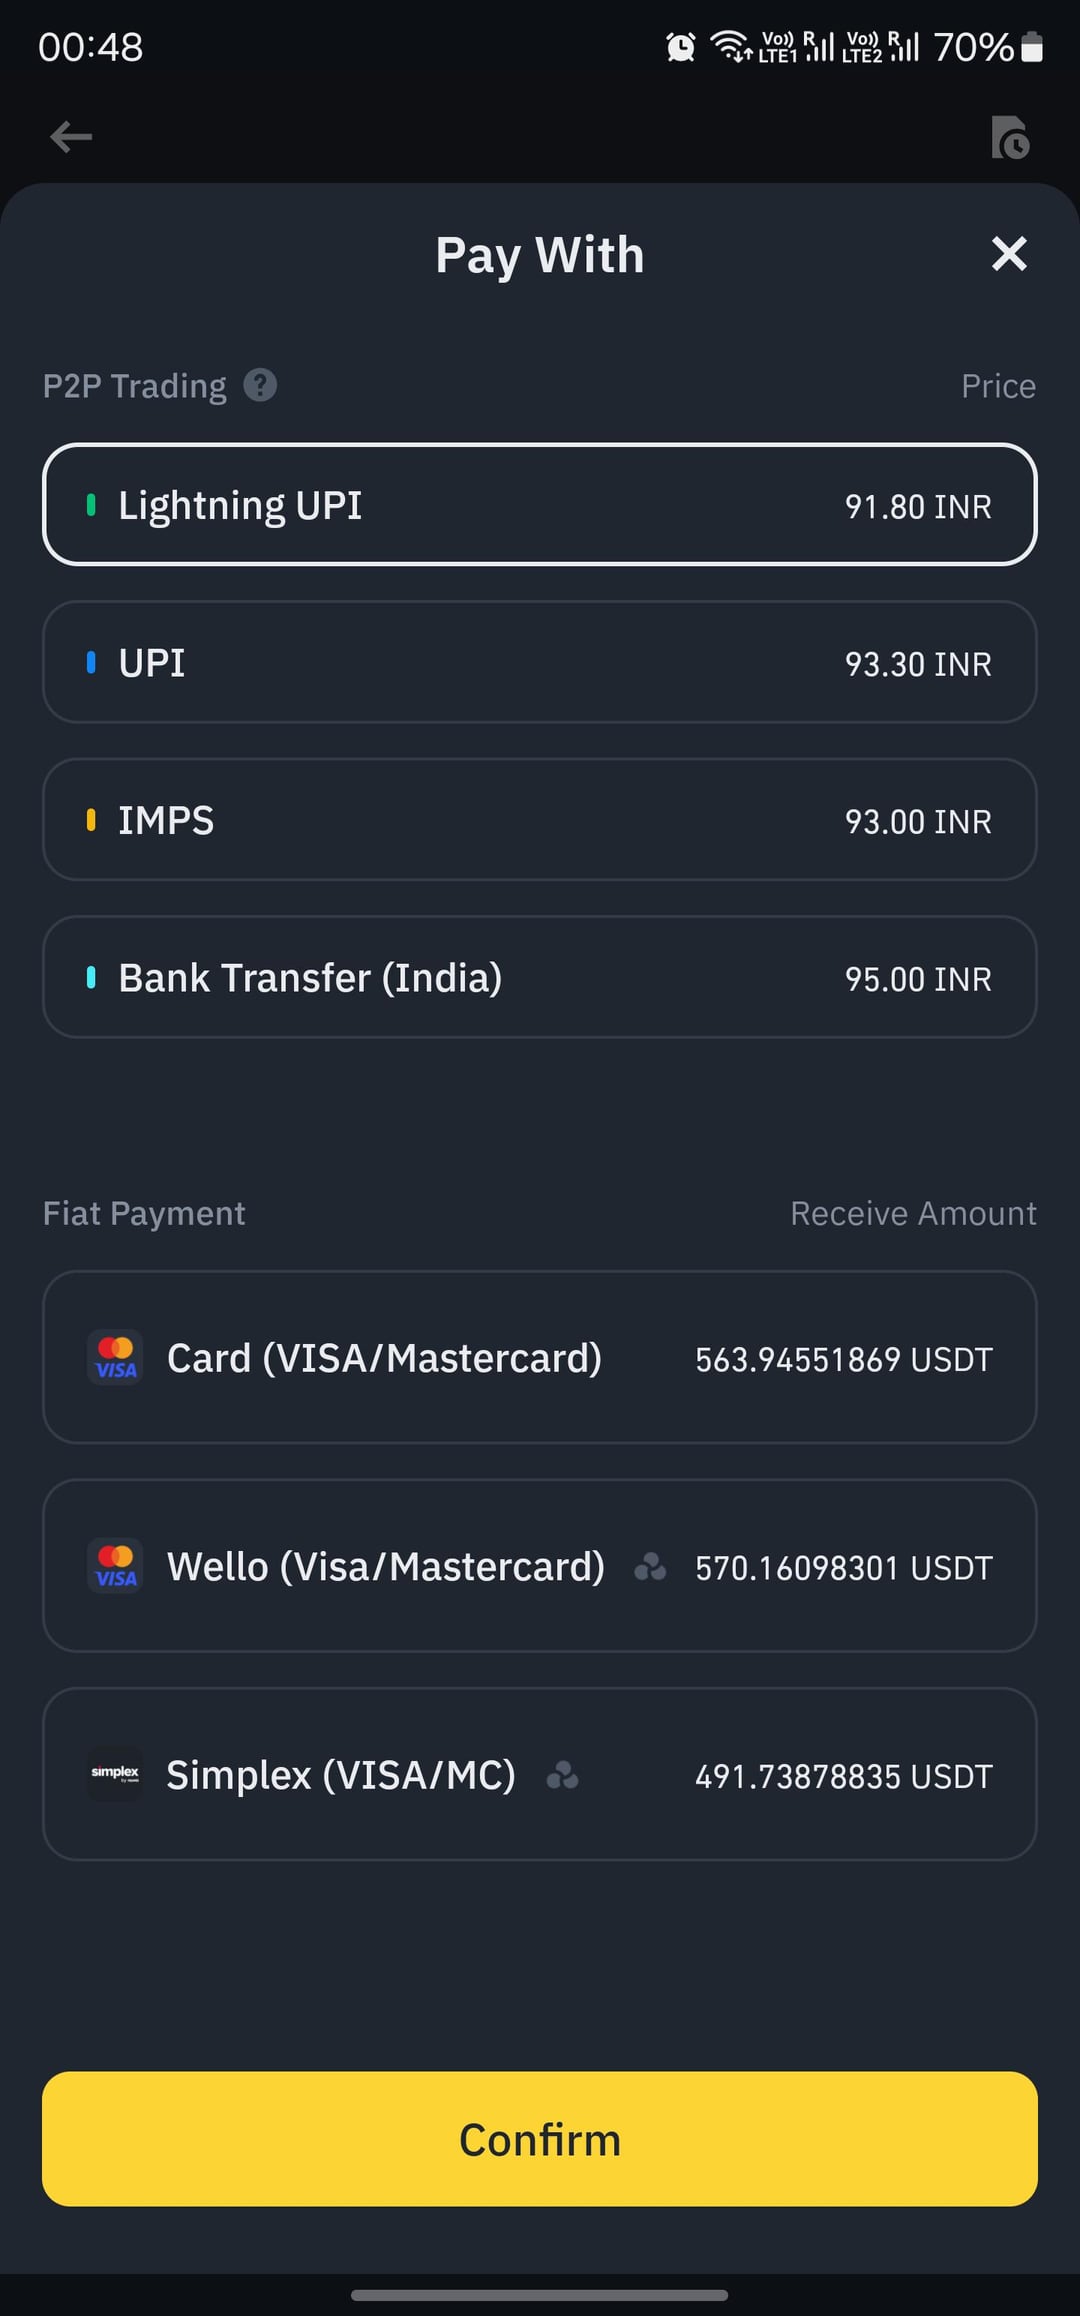 00:48
Vo)) LTE1 R Vo)) LTE2 R 70%
Pay With
P2P Trading ? Price
Lightning UPI 91.80 INR
UPI 93.30 INR
IMPS 93.00 INR
Bank Transfer (India) 95.00 INR
Fiat Payment Receive Amount
VISA Card (VISA/Mastercard) 563.94551869 USDT
VISA Wello (Visa/Mastercard) 570.16098301 USDT
simplex Simplex (VISA/MC) 491.73878835 USDT
Confirm